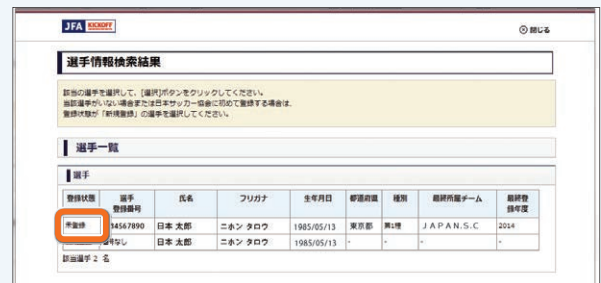 JFA KICKOFF
閉じる
選手情報検索結果
該当の選手を選択して、[選択]ボタンをクリックしてください。
当該選手がいない場合または日本サッカー協会に初めて登録する場合は、
登録状態が「新規登録」の選手を選択してください。
選手一覧
選手
登録状態 選手登録番号 氏名 フリガナ 生年月日 都道府県 種別 最終所属チーム 最終登録年度
未登録 34567890 日本 太郎 ニホン タロウ 1985/05/13 東京都 第1種 ＪＡＰＡＮ.Ｓ.Ｃ 2014
番号なし 日本 太郎 ニホン タロウ 1985/05/13 - - - -
該当選手 2 名